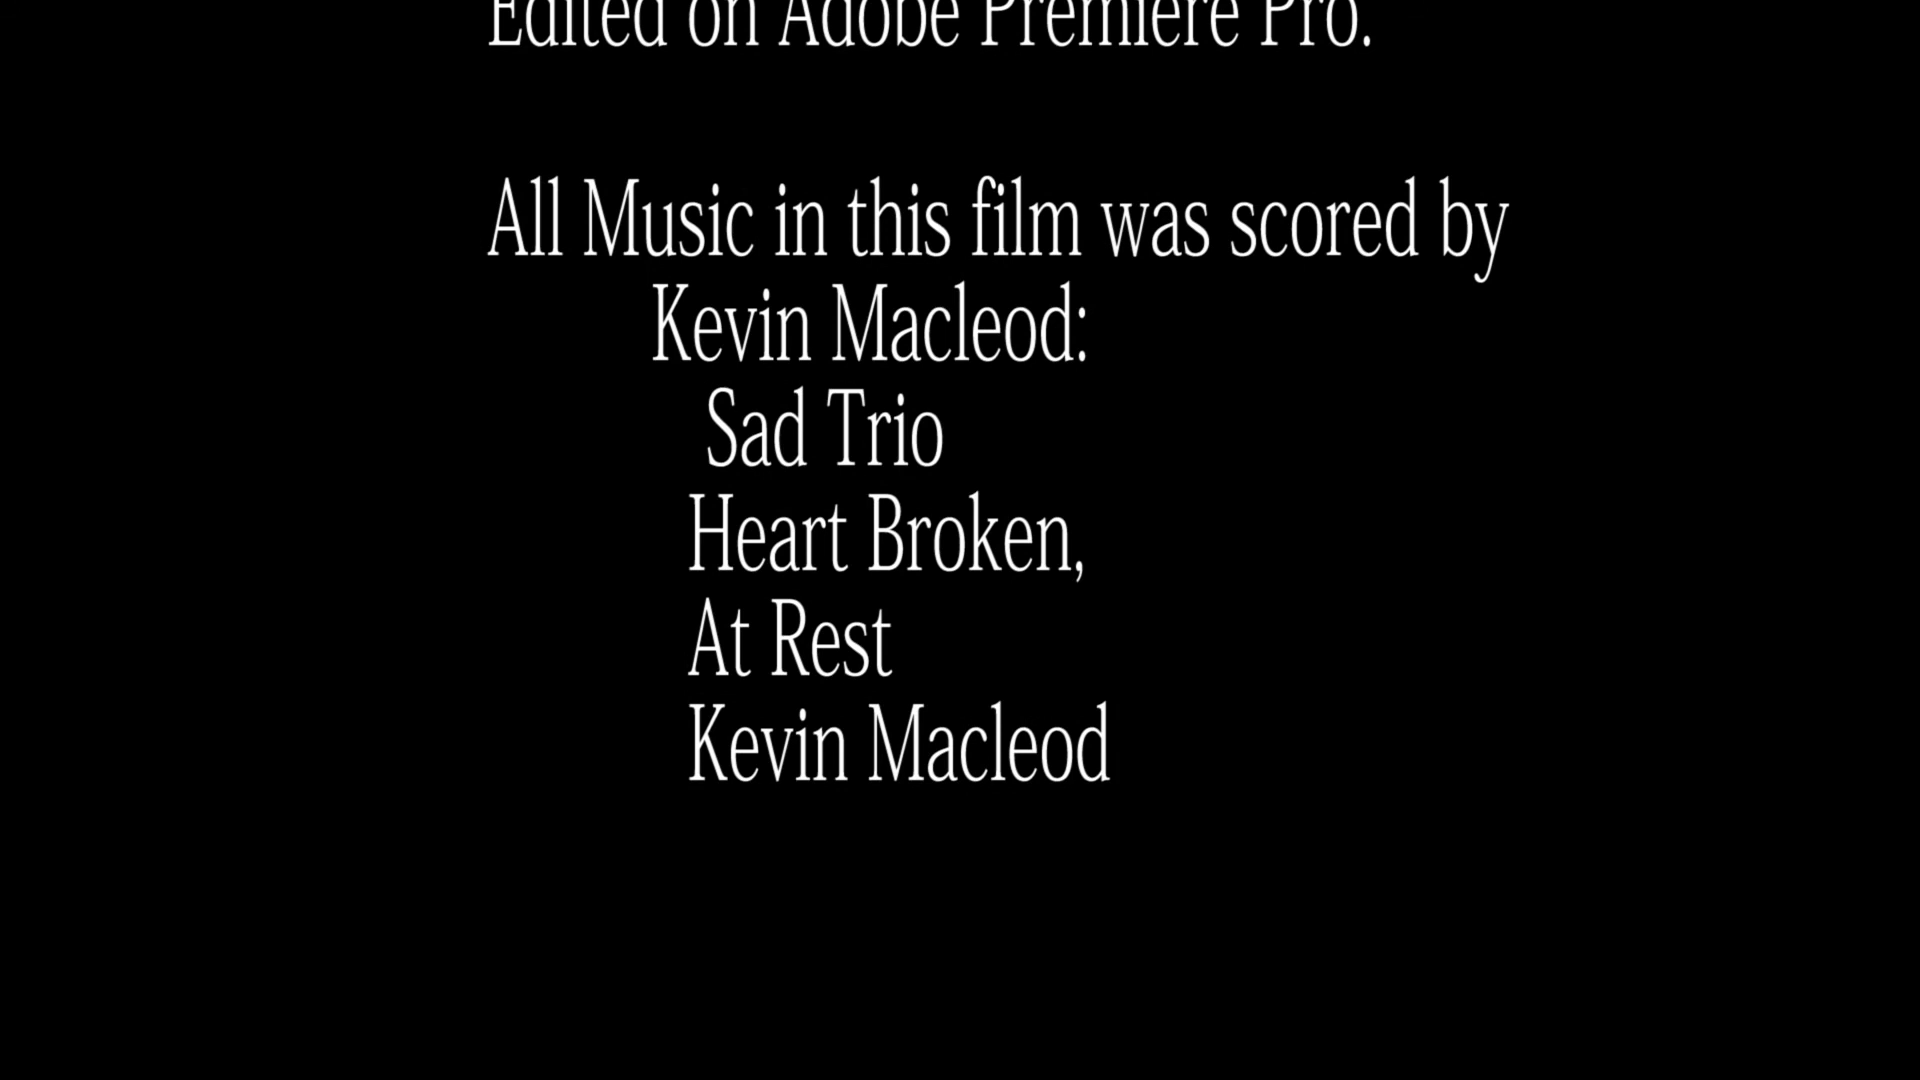 Edited on Adobe Premiere Pro.
All Music in this film was scored by
Kevin Macleod:
Sad Trio
Heart Broken,
At Rest
Kevin Macleod